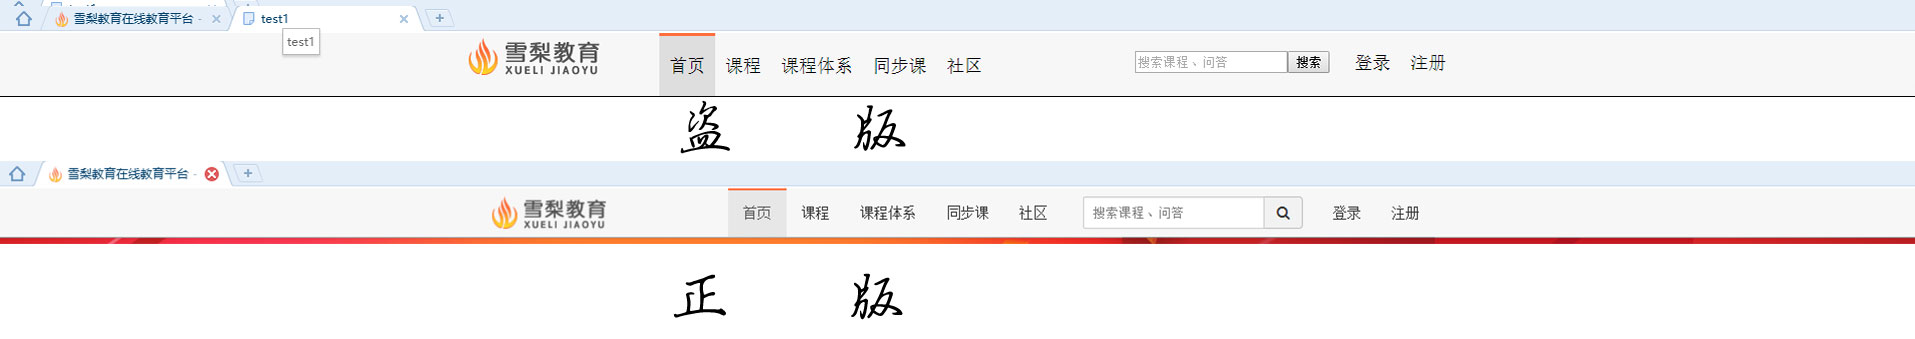 雪梨教育在线教育平台 - test1
test1
雪梨教育
XUELI JIAOYU
首页 课程 课程体系 同步课 社区 搜索课程、问答 搜索 登录 注册
盗 版
雪梨教育在线教育平台 -
雪梨教育
XUELI JIAOYU
首页 课程 课程体系 同步课 社区 搜索课程、问答 登录 注册
正 版